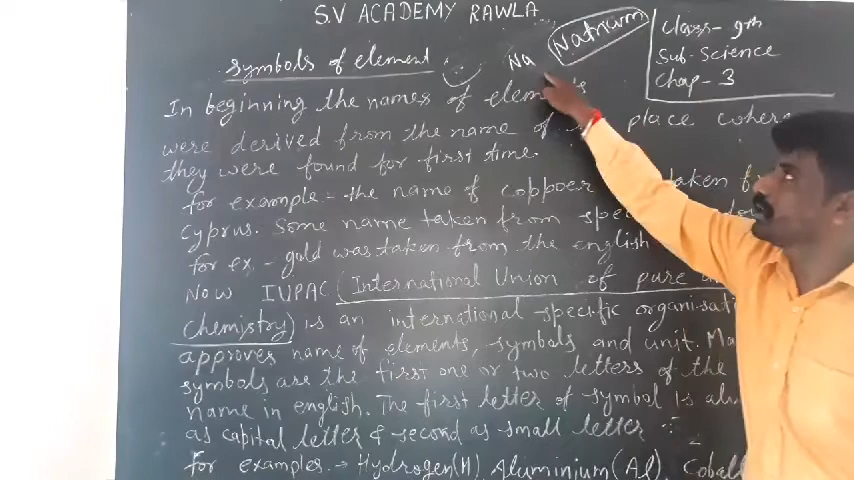 S.V ACADEMY RAWLA
Na Natrium
Class- 9th
Sub- Science
Chap- 3
Symbols of element
In beginning the names of elements
were derived from the name of place where
they were found for first time.
for example - the name of coppoer taken
Cyprus. Some name taken from
for ex. - gold was taken from the english
Now IUPAC (International Union of pure
Chemistry) is an international specific
approves name of elements, symbols and unit.
symbols are the first one or two letters of the
name in english. The first letter of symbol is
as capital letter & second as small letter
for examples. → Hydrogen(H) Aluminium(Al)